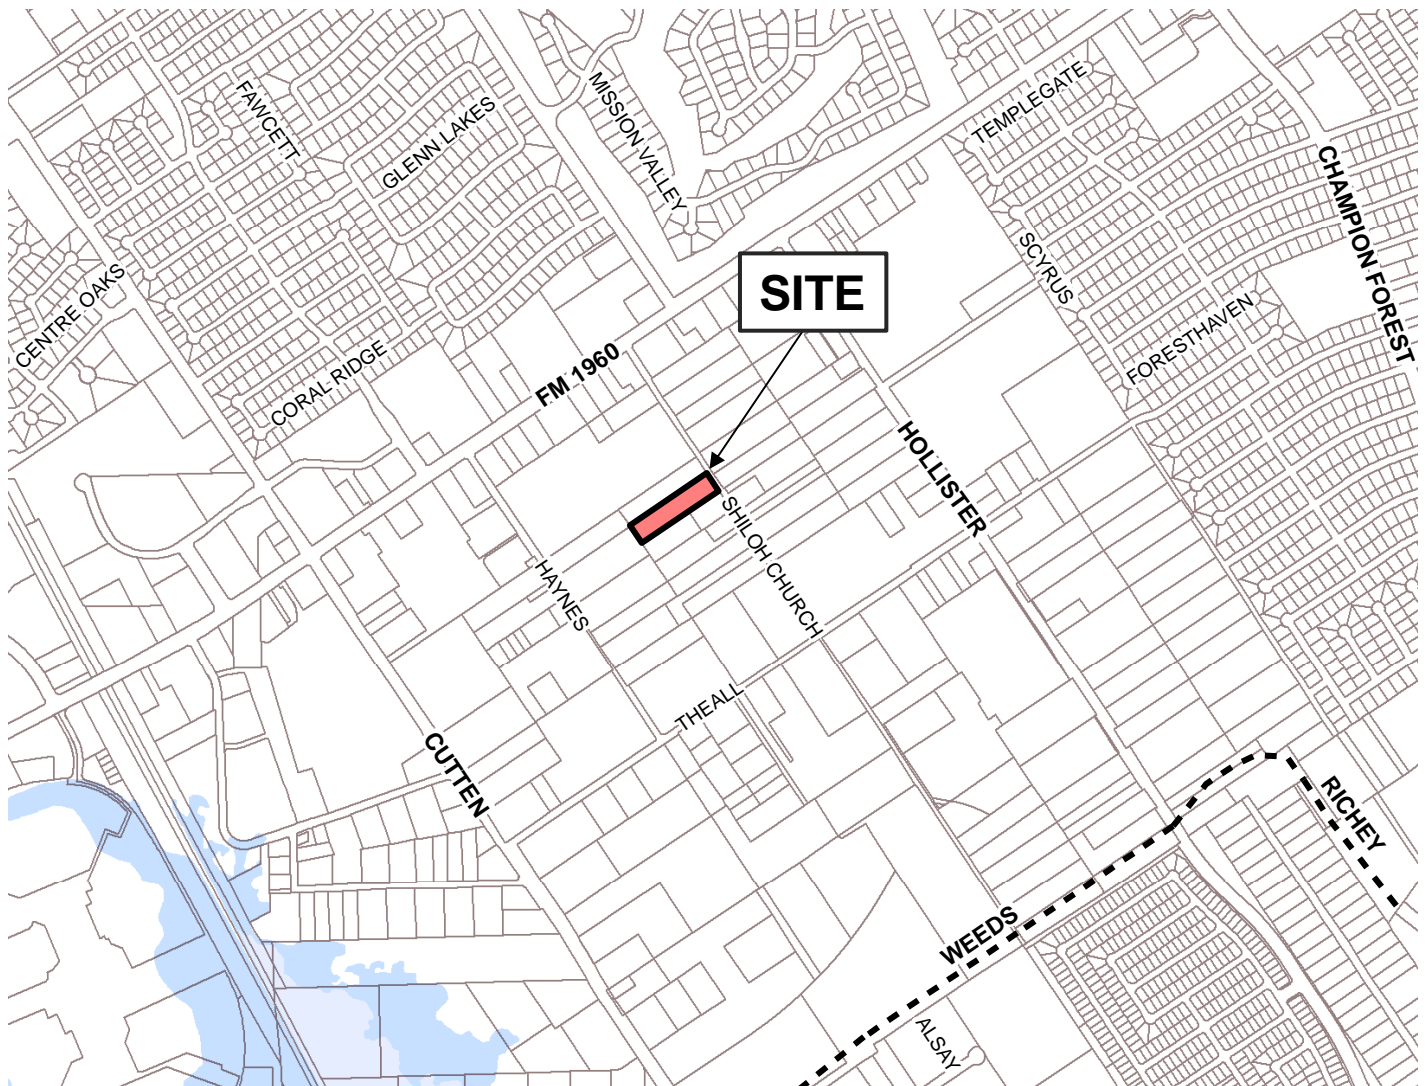 FAWCETT
GLENN LAKES
MISSION VALLEY
TEMPLEGATE
CHAMPION FOREST
CENTRE OAKS
SCYRUS
SITE
CORAL RIDGE
FM 1960
FORESTHAVEN
HOLLISTER
SHILOH CHURCH
HAYNES
THEALL
CUTTEN
RICHEY
WEEDS
ALSAY